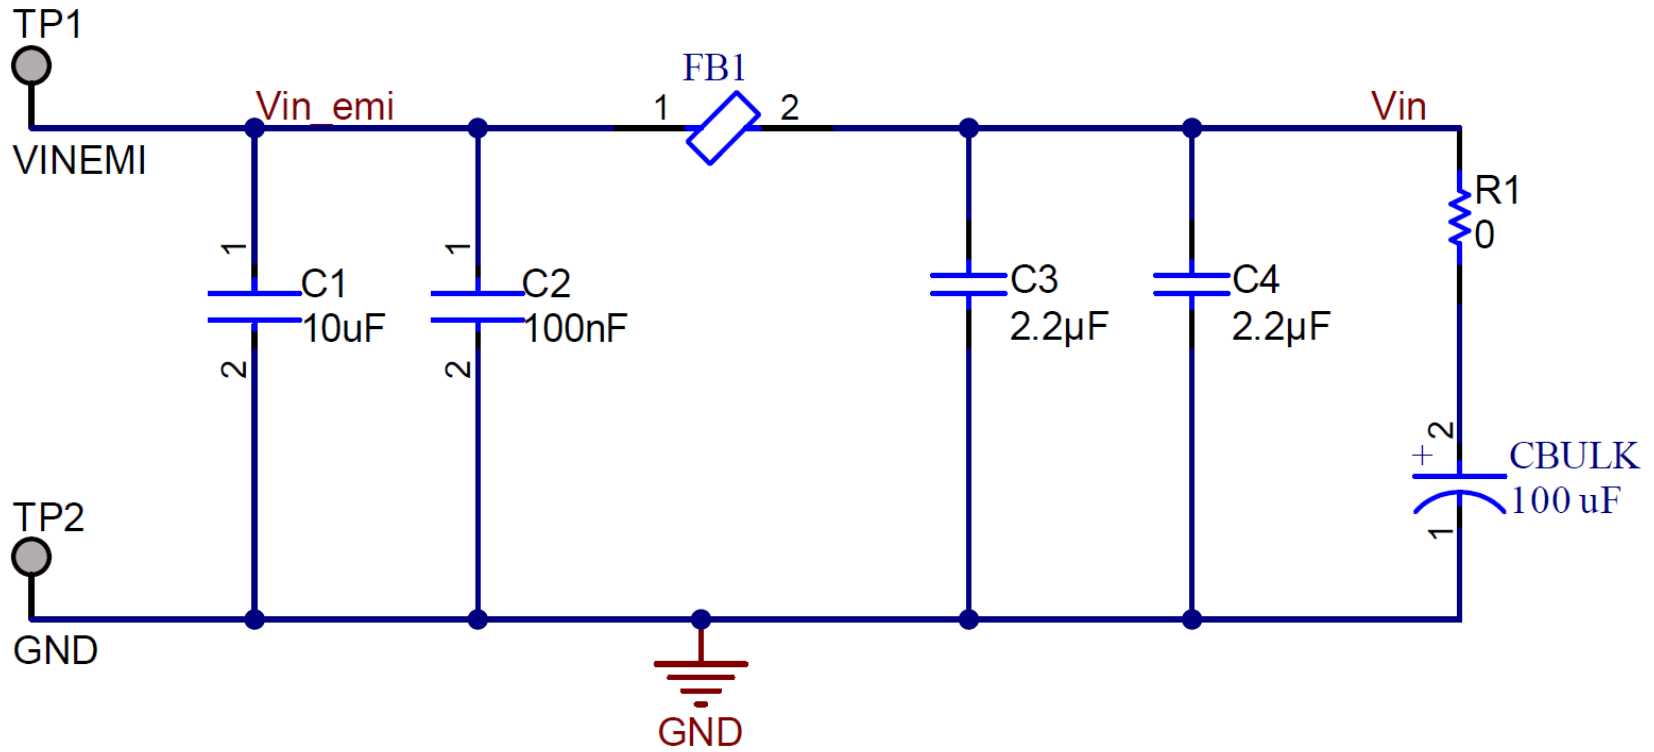 TP1
FB1
Vin_emi
1
2
Vin
VINEMI
R1
0
1
1
C1
10uF
C2
100nF
C3
2.2µF
C4
2.2µF
2
2
2
+
CBULK
100 uF
1
TP2
GND
GND